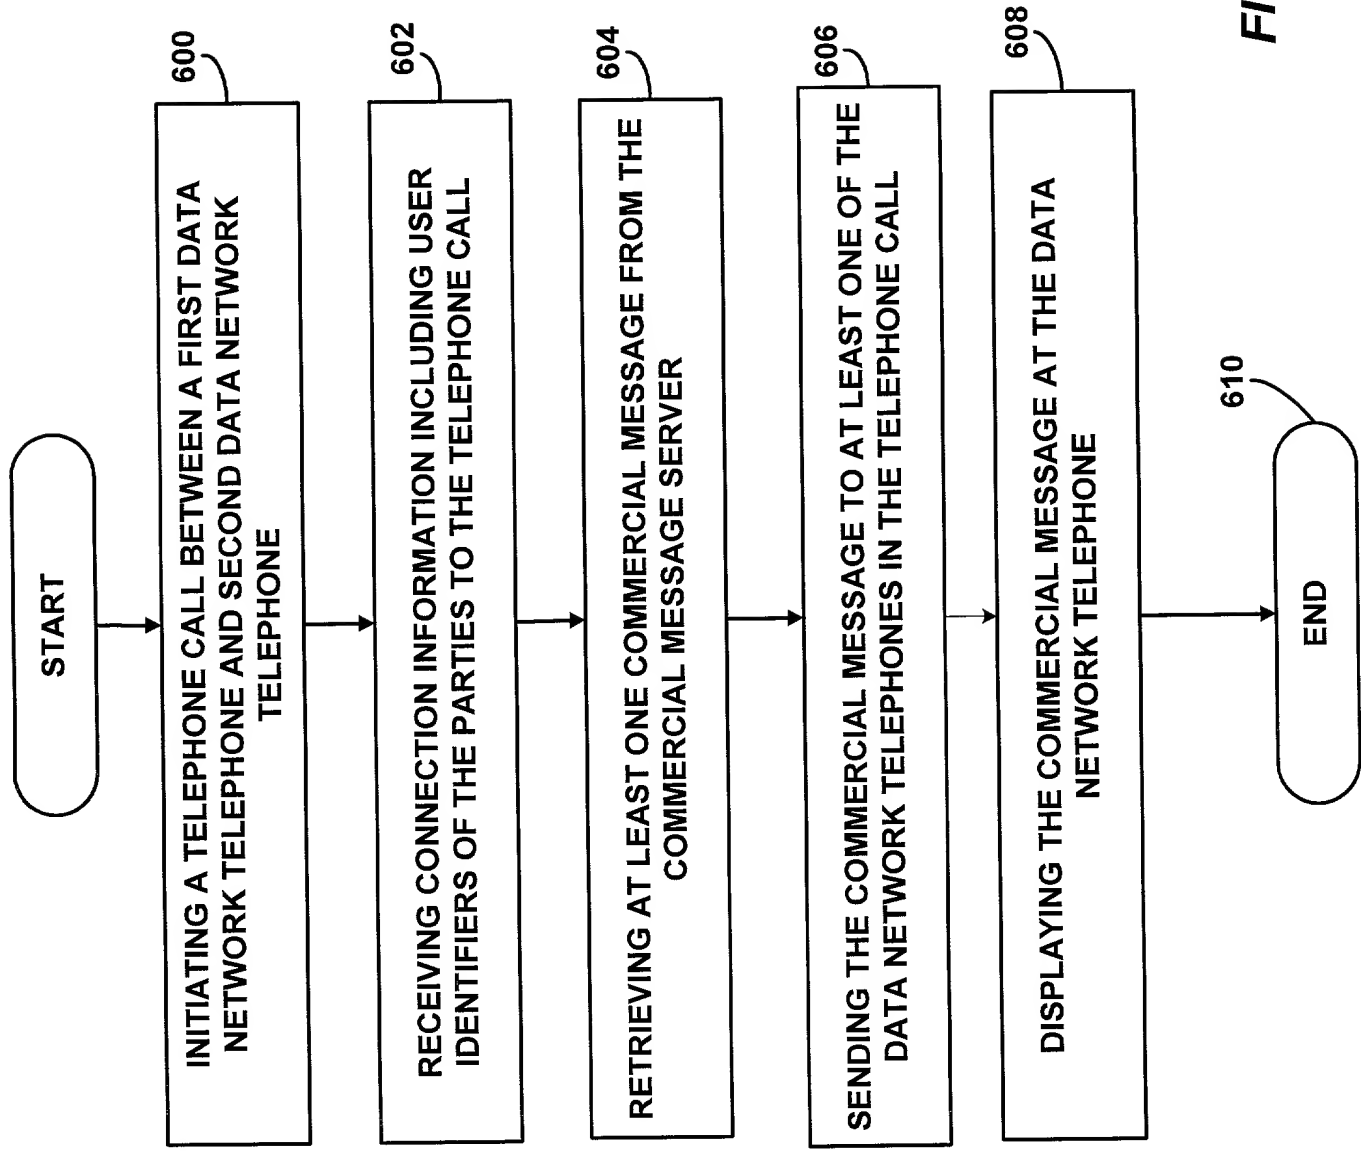 START
600
INITIATING A TELEPHONE CALL BETWEEN A FIRST DATA
NETWORK TELEPHONE AND SECOND DATA NETWORK
TELEPHONE
602
RECEIVING CONNECTION INFORMATION INCLUDING USER
IDENTIFIERS OF THE PARTIES TO THE TELEPHONE CALL
604
RETRIEVING AT LEAST ONE COMMERCIAL MESSAGE FROM THE
COMMERCIAL MESSAGE SERVER
606
SENDING THE COMMERCIAL MESSAGE TO AT LEAST ONE OF THE
DATA NETWORK TELEPHONES IN THE TELEPHONE CALL
608
DISPLAYING THE COMMERCIAL MESSAGE AT THE DATA
NETWORK TELEPHONE
610
END